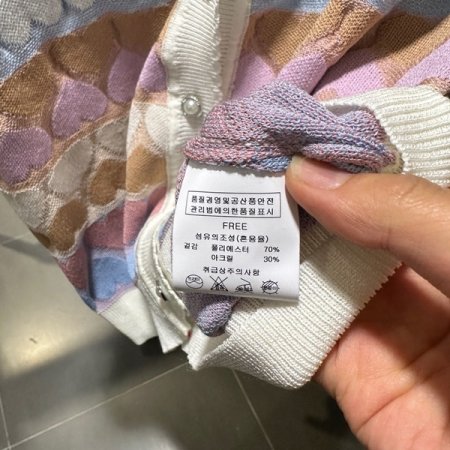 품질경영및공산품안전
관리법에의한품질표시
FREE
섬유의조성(혼용율)
겉감 폴리에스터 70%
아크릴 30%
취급상주의사항